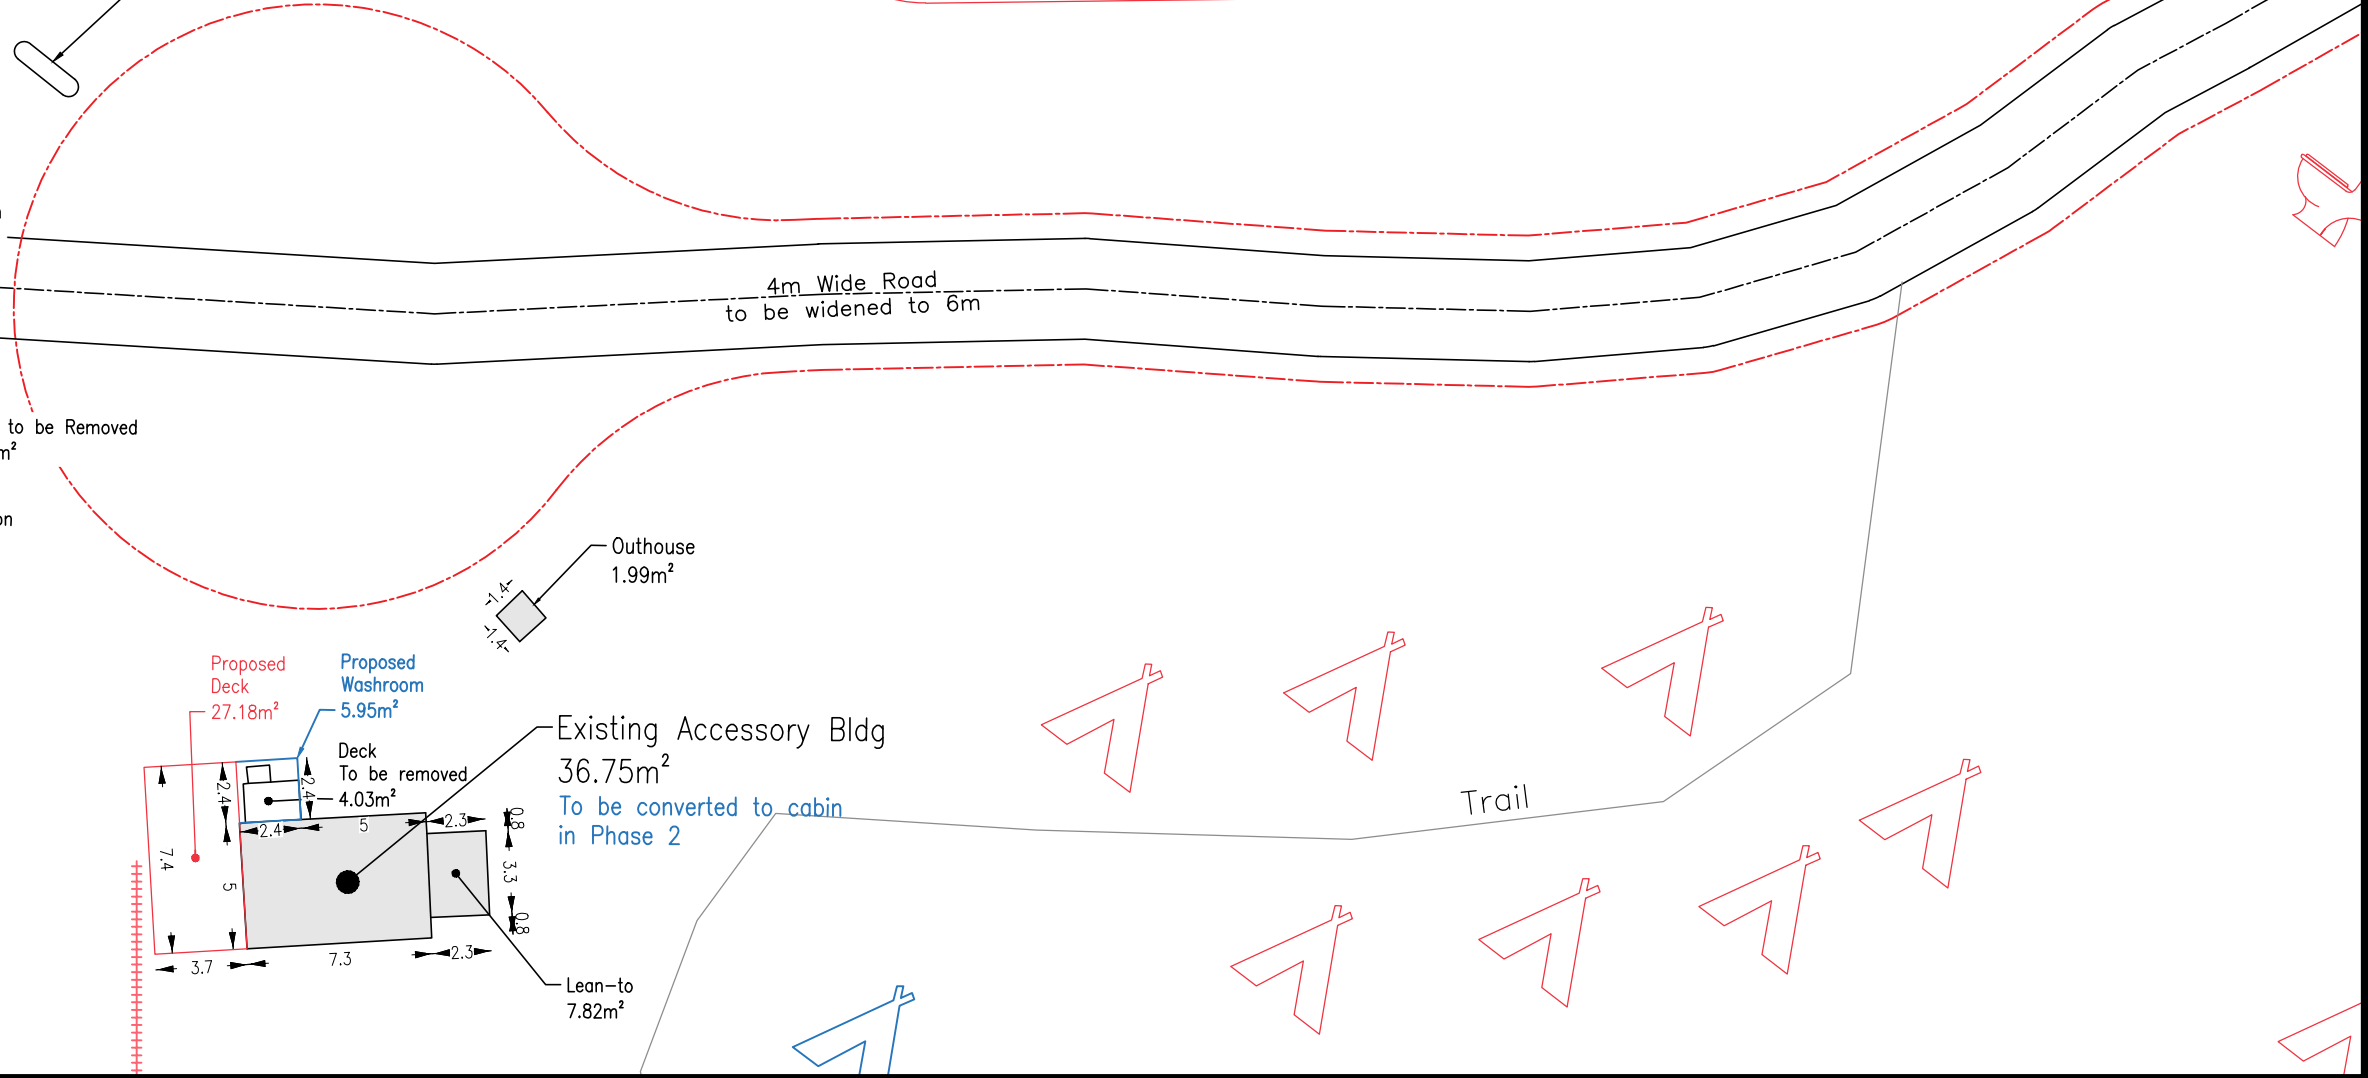 4m Wide Road
to be widened to 6m
to be Removed
m²
on
Outhouse
1.99m²
1.4
1.4
Proposed
Deck
27.18m²
Proposed
Washroom
5.95m²
Deck
To be removed
4.03m²
Existing Accessory Bldg
36.75m²
To be converted to cabin
in Phase 2
2.4
2.4
2.4
5
2.3
0.8
7.4
5
3.3
0.8
3.7
7.3
2.3
Lean-to
7.82m²
Trail